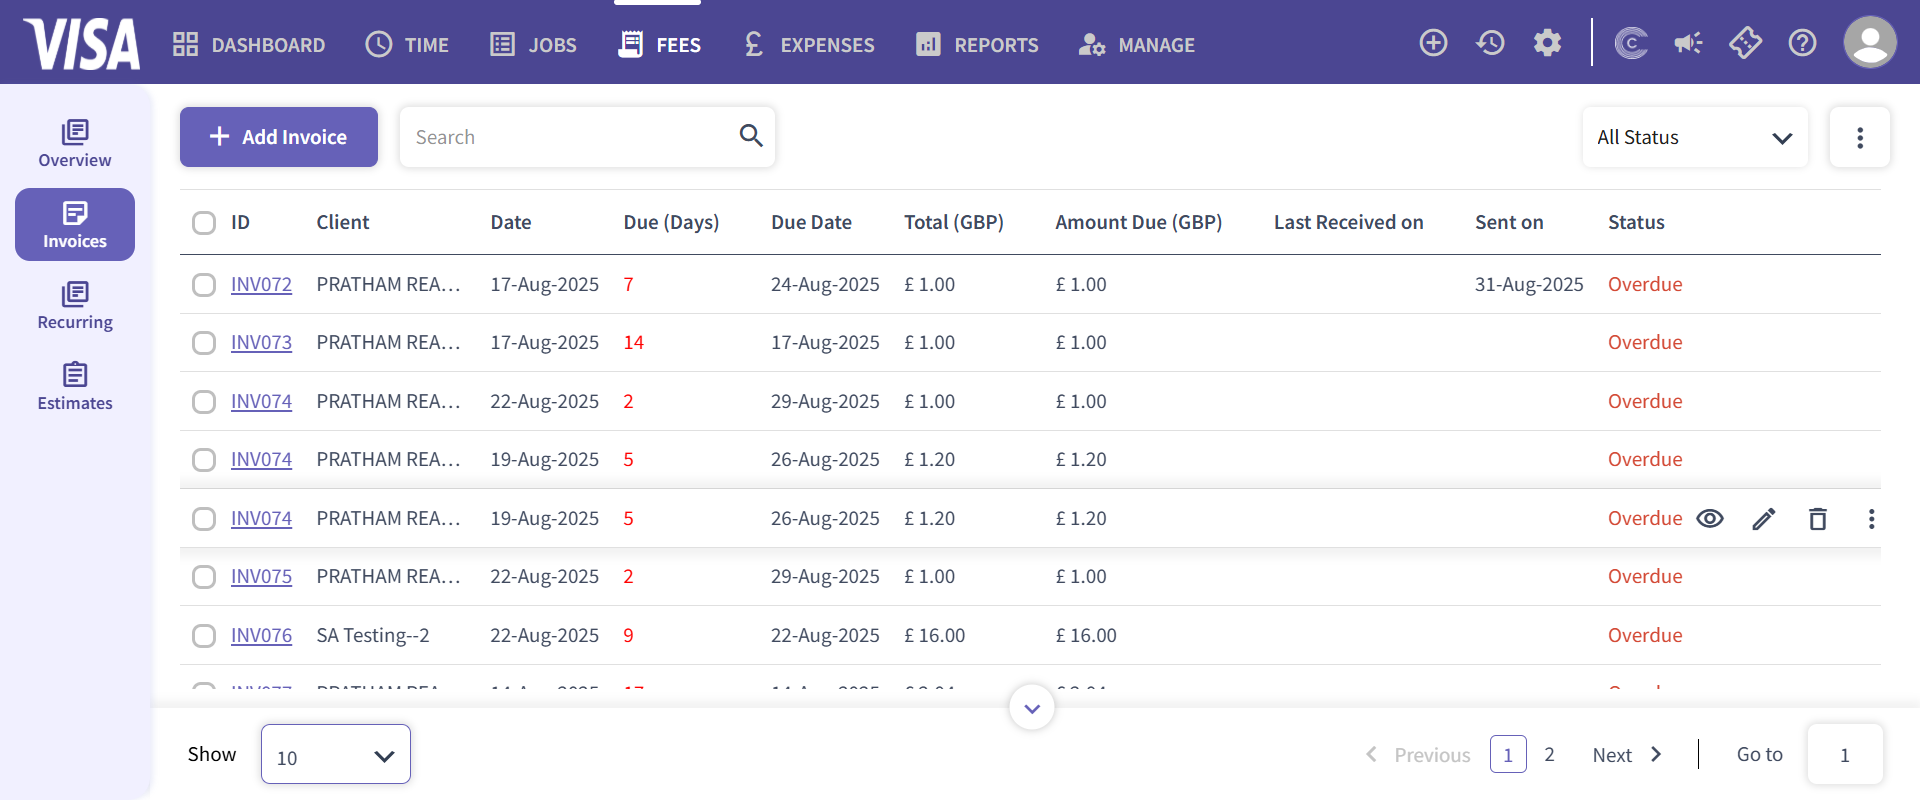 VISA DASHBOARD TIME JOBS FEES £ EXPENSES REPORTS MANAGE
Overview
Invoices
Recurring
Estimates
+ Add Invoice Search All Status
ID Client Date Due (Days) Due Date Total (GBP) Amount Due (GBP) Last Received on Sent on Status
INV072 PRATHAM REA... 17-Aug-2025 7 24-Aug-2025 £ 1.00 £ 1.00 31-Aug-2025 Overdue
INV073 PRATHAM REA... 17-Aug-2025 14 17-Aug-2025 £ 1.00 £ 1.00 Overdue
INV074 PRATHAM REA... 22-Aug-2025 2 29-Aug-2025 £ 1.00 £ 1.00 Overdue
INV074 PRATHAM REA... 19-Aug-2025 5 26-Aug-2025 £ 1.20 £ 1.20 Overdue
INV074 PRATHAM REA... 19-Aug-2025 5 26-Aug-2025 £ 1.20 £ 1.20 Overdue
INV075 PRATHAM REA... 22-Aug-2025 2 29-Aug-2025 £ 1.00 £ 1.00 Overdue
INV076 SA Testing--2 22-Aug-2025 9 22-Aug-2025 £ 16.00 £ 16.00 Overdue
Show 10 Previous 1 2 Next Go to 1